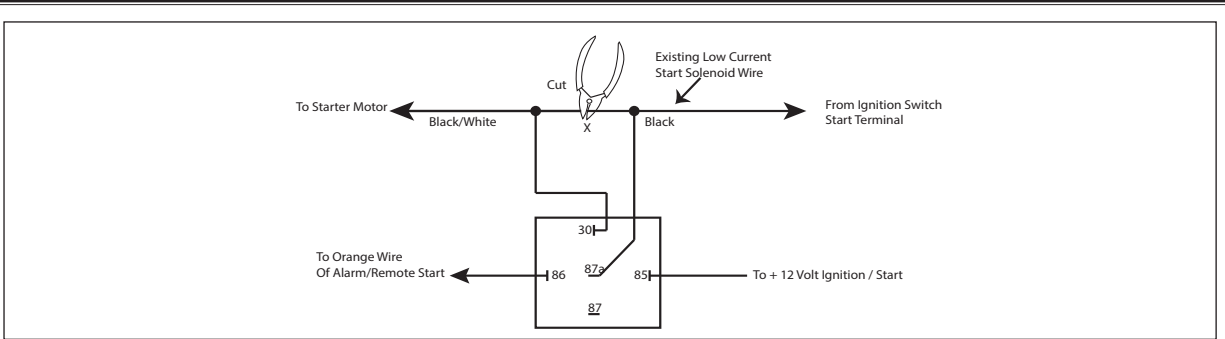 Existing Low Current
Start Solenoid Wire
Cut
To Starter Motor
From Ignition Switch
Start Terminal
Black/White
X
Black
30
To Orange Wire
Of Alarm/Remote Start
86
87a
85
To + 12 Volt Ignition / Start
87